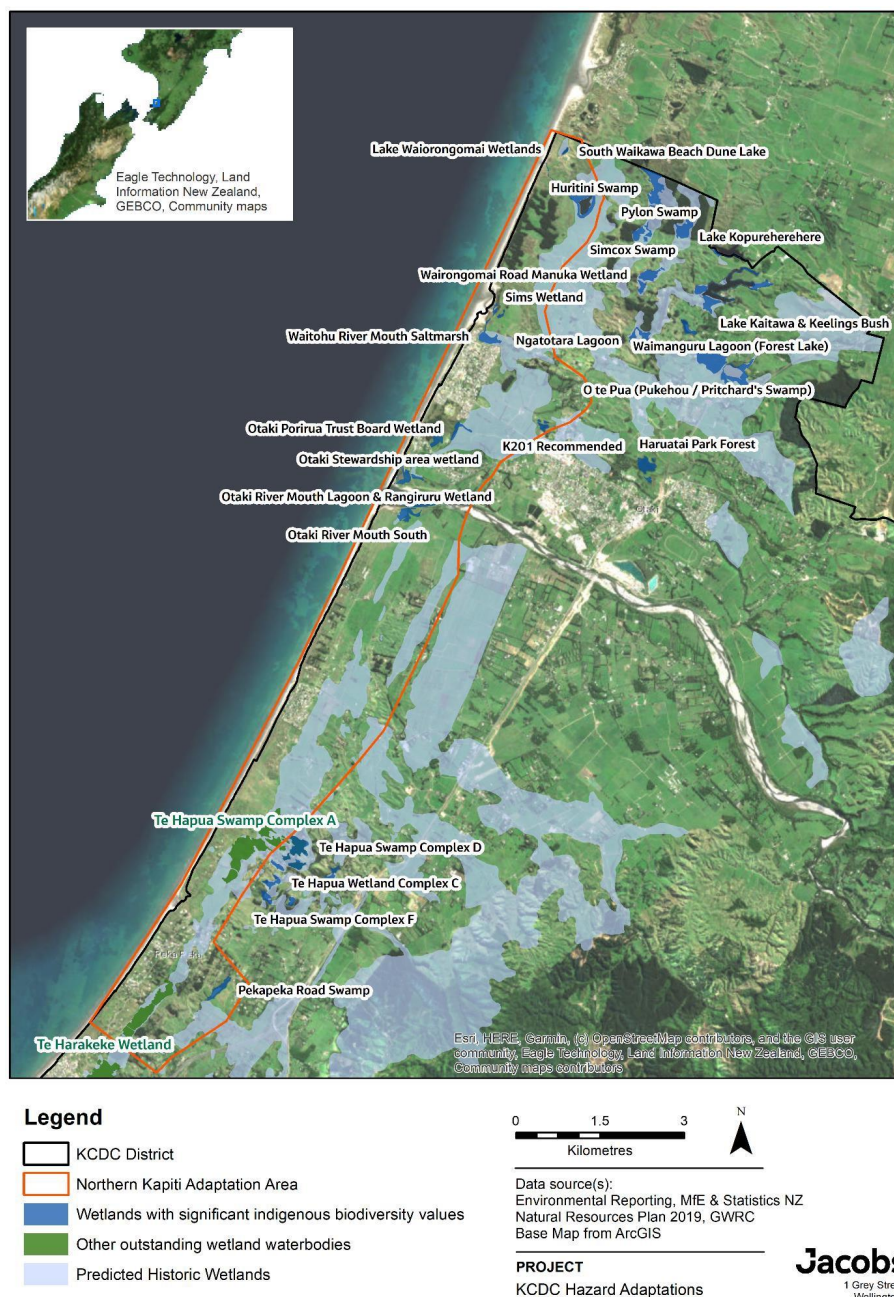 Eagle Technology, Land
Information New Zealand,
GEBCO, Community maps
Lake Waiorongomai Wetlands
South Waikawa Beach Dune Lake
Huritini Swamp
Pylon Swamp
Lake Kopureherehere
Simcox Swamp
Wairongomai Road Manuka Wetland
Sims Wetland
Lake Kaitawa & Keelings Bush
Waitohu River Mouth Saltmarsh
Ngatotara Lagoon
Waimanguru Lagoon (Forest Lake)
O te Pua (Pukehou / Pritchard's Swamp)
Otaki Porirua Trust Board Wetland
K201 Recommended
Haruatai Park Forest
Otaki Stewardship area wetland
Otaki River Mouth Lagoon & Rangiruru Wetland
Otaki
Otaki River Mouth South
Te Hapua Swamp Complex A
Te Hapua Swamp Complex D
Te Hapua Wetland Complex C
Te Hapua Swamp Complex F
Pekapeka Road Swamp
Te Harakeke Wetland
Esri, HERE, Garmin, (c) OpenStreetMap contributors, and the GIS user
community, Eagle Technology, Land Information New Zealand, GEBCO,
Community maps contributors
Legend
KCDC District
Northern Kapiti Adaptation Area
Wetlands with significant indigenous biodiversity values
Other outstanding wetland waterbodies
Predicted Historic Wetlands
0 1.5 3
Kilometres
N
Data source(s):
Environmental Reporting, MfE & Statistics NZ
Natural Resources Plan 2019, GWRC
Base Map from ArcGIS
PROJECT
KCDC Hazard Adaptations
Jacobs
1 Grey Stre